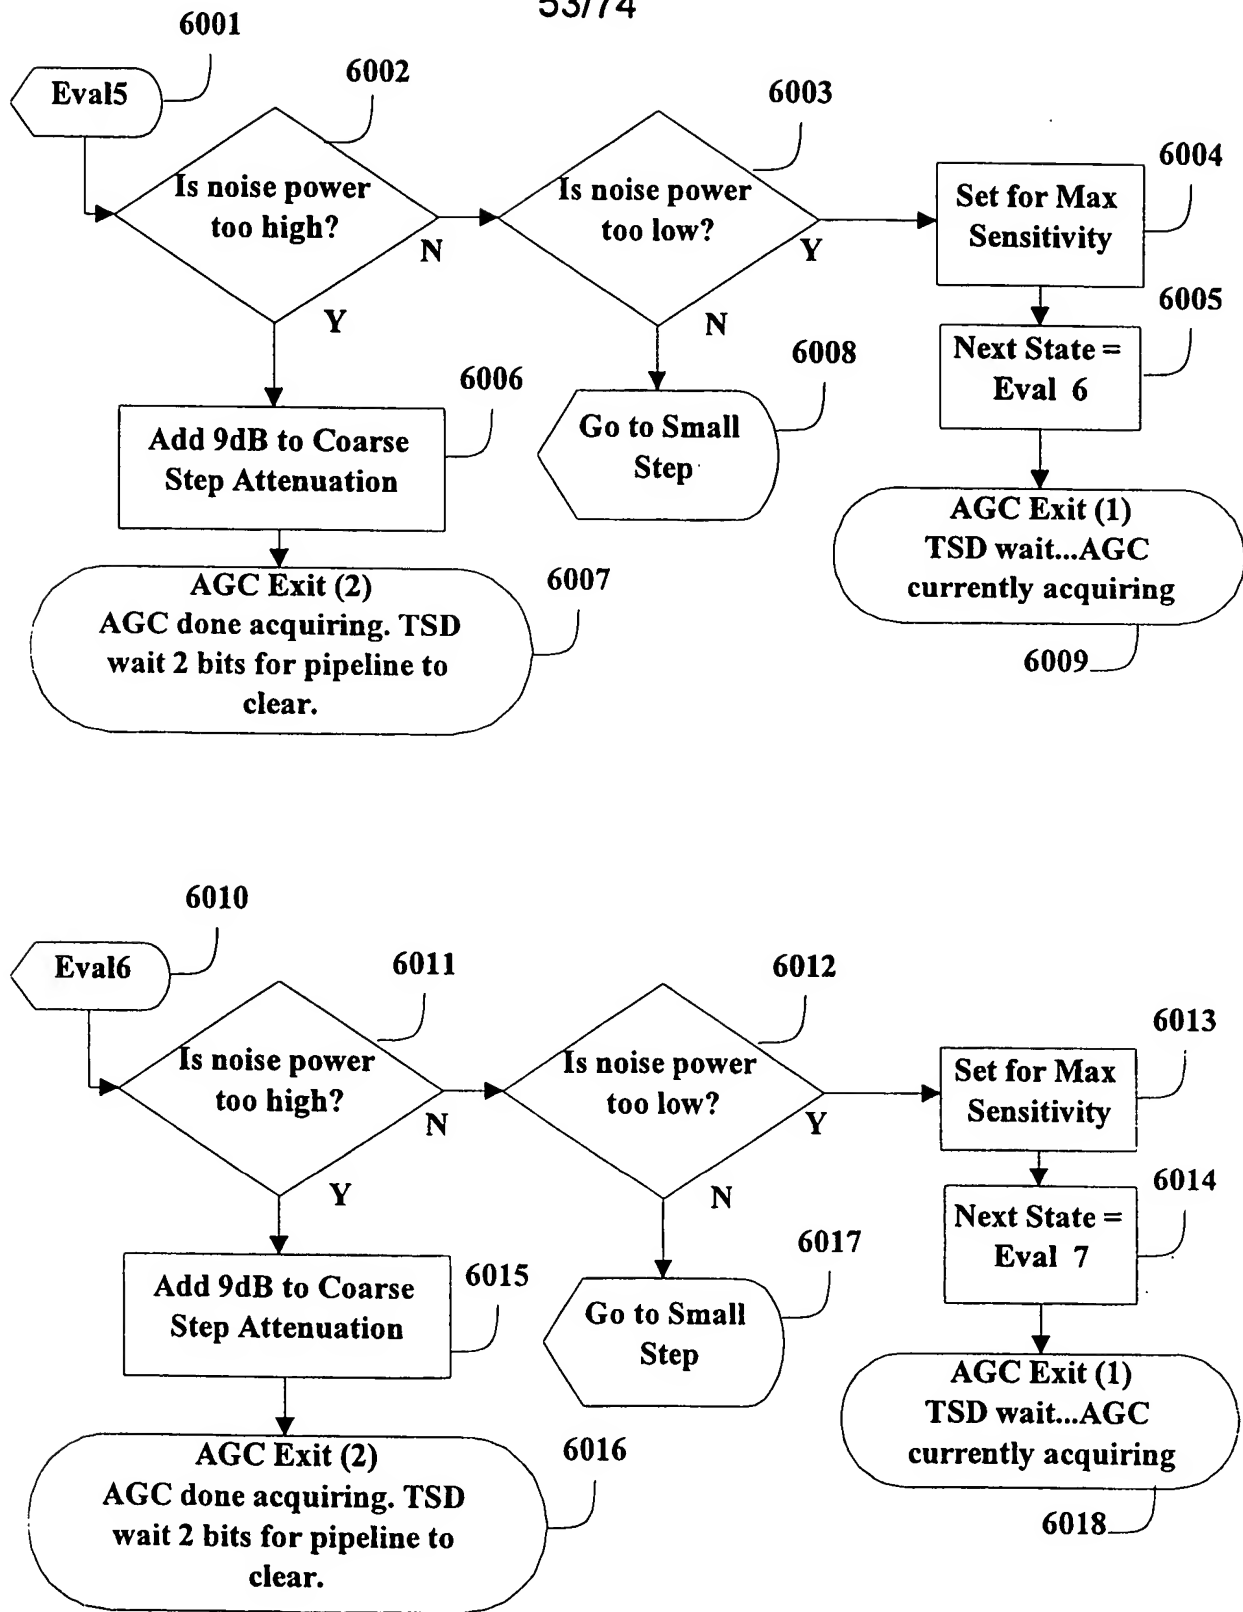 53/74
6001
Eval5
6002
Is noise power
too high?
N
Y
6003
Is noise power
too low?
Y
N
6004
Set for Max
Sensitivity
6005
Next State =
Eval 6
6006
Add 9dB to Coarse
Step Attenuation
6008
Go to Small
Step
AGC Exit (1)
TSD wait...AGC
currently acquiring
6009
AGC Exit (2)
AGC done acquiring. TSD
wait 2 bits for pipeline to
clear.
6007
6010
Eval6
6011
Is noise power
too high?
N
Y
6012
Is noise power
too low?
Y
N
6013
Set for Max
Sensitivity
6014
Next State =
Eval 7
6015
Add 9dB to Coarse
Step Attenuation
6017
Go to Small
Step
AGC Exit (1)
TSD wait...AGC
currently acquiring
6018
AGC Exit (2)
AGC done acquiring. TSD
wait 2 bits for pipeline to
clear.
6016